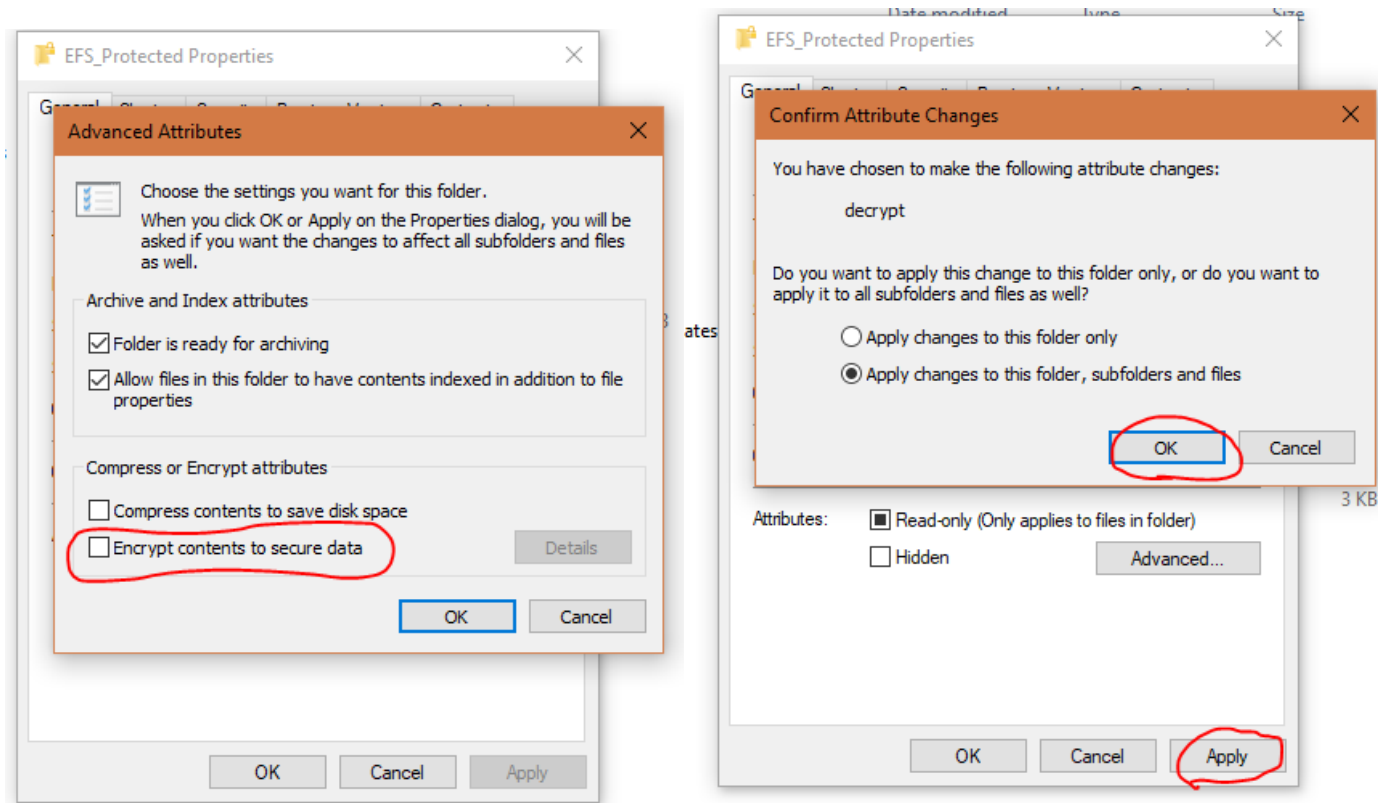 EFS_Protected Properties
General
Advanced Attributes
Choose the settings you want for this folder.
When you click OK or Apply on the Properties dialog, you will be
asked if you want the changes to affect all subfolders and files
as well.
Archive and Index attributes
Folder is ready for archiving
Allow files in this folder to have contents indexed in addition to file
properties
Compress or Encrypt attributes
Compress contents to save disk space
Encrypt contents to secure data
Details
OK Cancel
OK Cancel Apply
Date modified Type Size
EFS_Protected Properties
Confirm Attribute Changes
You have chosen to make the following attribute changes:
decrypt
Do you want to apply this change to this folder only, or do you want to
apply it to all subfolders and files as well?
ates
Apply changes to this folder only
Apply changes to this folder, subfolders and files
OK Cancel
3 KB
Attributes: Read-only (Only applies to files in folder)
Hidden Advanced...
OK Cancel Apply